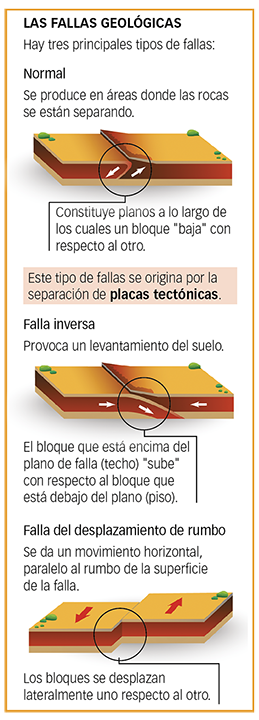 LAS FALLAS GEOLÓGICAS
Hay tres principales tipos de fallas:
Normal
Se produce en áreas donde las rocas
se están separando.
Constituye planos a lo largo de
los cuales un bloque "baja" con
respecto al otro.
Este tipo de fallas se origina por la
separación de placas tectónicas.
Falla inversa
Provoca un levantamiento del suelo.
El bloque que está encima del
plano de falla (techo) "sube"
con respecto al bloque que
está debajo del plano (piso).
Falla del desplazamiento de rumbo
Se da un movimiento horizontal,
paralelo al rumbo de la superficie
de la falla.
Los bloques se desplazan
lateralmente uno respecto al otro.